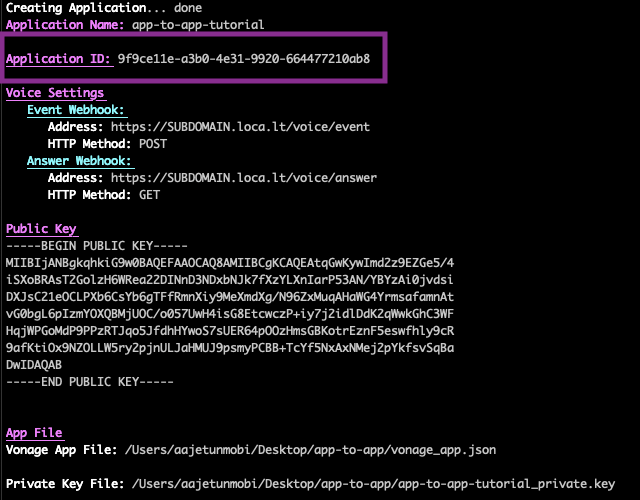 Creating Application... done
Application Name: app-to-app-tutorial
Application ID: 9f9ce11e-a3b0-4e31-9920-664477210ab8
Voice Settings
Event Webhook:
Address: https://SUBDOMAIN.loca.lt/voice/event
HTTP Method: POST
Answer Webhook:
Address: https://SUBDOMAIN.loca.lt/voice/answer
HTTP Method: GET
Public Key
-----BEGIN PUBLIC KEY-----
MIIBIjANBgkqhkiG9w0BAQEFAAOCAQ8AMIIBCgKCAQEAtqGwKywImd2z9EZGe5/4
iSXoBRAsT2GolzH6WRea22DINnD3NDxbNJk7fXzYLXnIarP53AN/YBYzAi0jvdsi
DXJsC21eOCLPXb6CsYb6gTFfRmnXiy9MeXmdXg/N96ZxMuqAHaWG4YrmsafamnAt
vG0bgL6pIzmYOXQBMjUOC/o057UwH4isG8EtcwczP+iy7j2idlDdK2qWwkGhC3WF
HqjWPGoMdP9PPzRTJqo5JfdhHYwoS7sUER64pOOzHmsGBKotrEznF5eswfhly9cR
9afKtiOx9NZOLLW5ry2pjnULJaHMUJ9psmyPCBB+TcYf5NxAxNMej2pYkfsvSqBa
DwIDAQAB
-----END PUBLIC KEY-----
App File
Vonage App File: /Users/aajetunmobi/Desktop/app-to-app/vonage_app.json
Private Key File: /Users/aajetunmobi/Desktop/app-to-app/app-to-app-tutorial_private.key